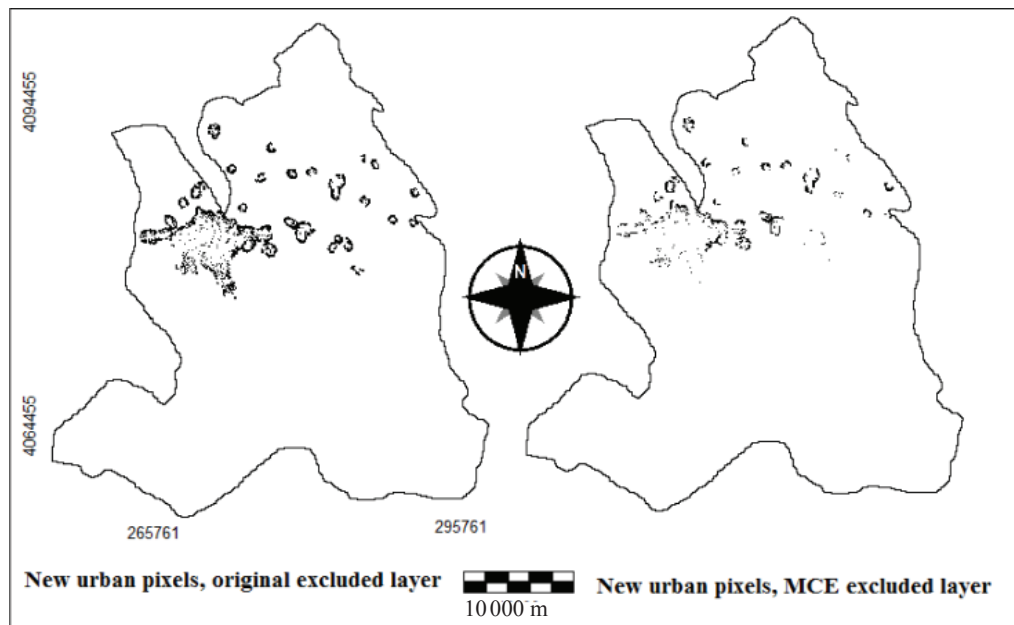 4094455
N
4064455
265761
295761
New urban pixels, original excluded layer
10 000 m
New urban pixels, MCE excluded layer